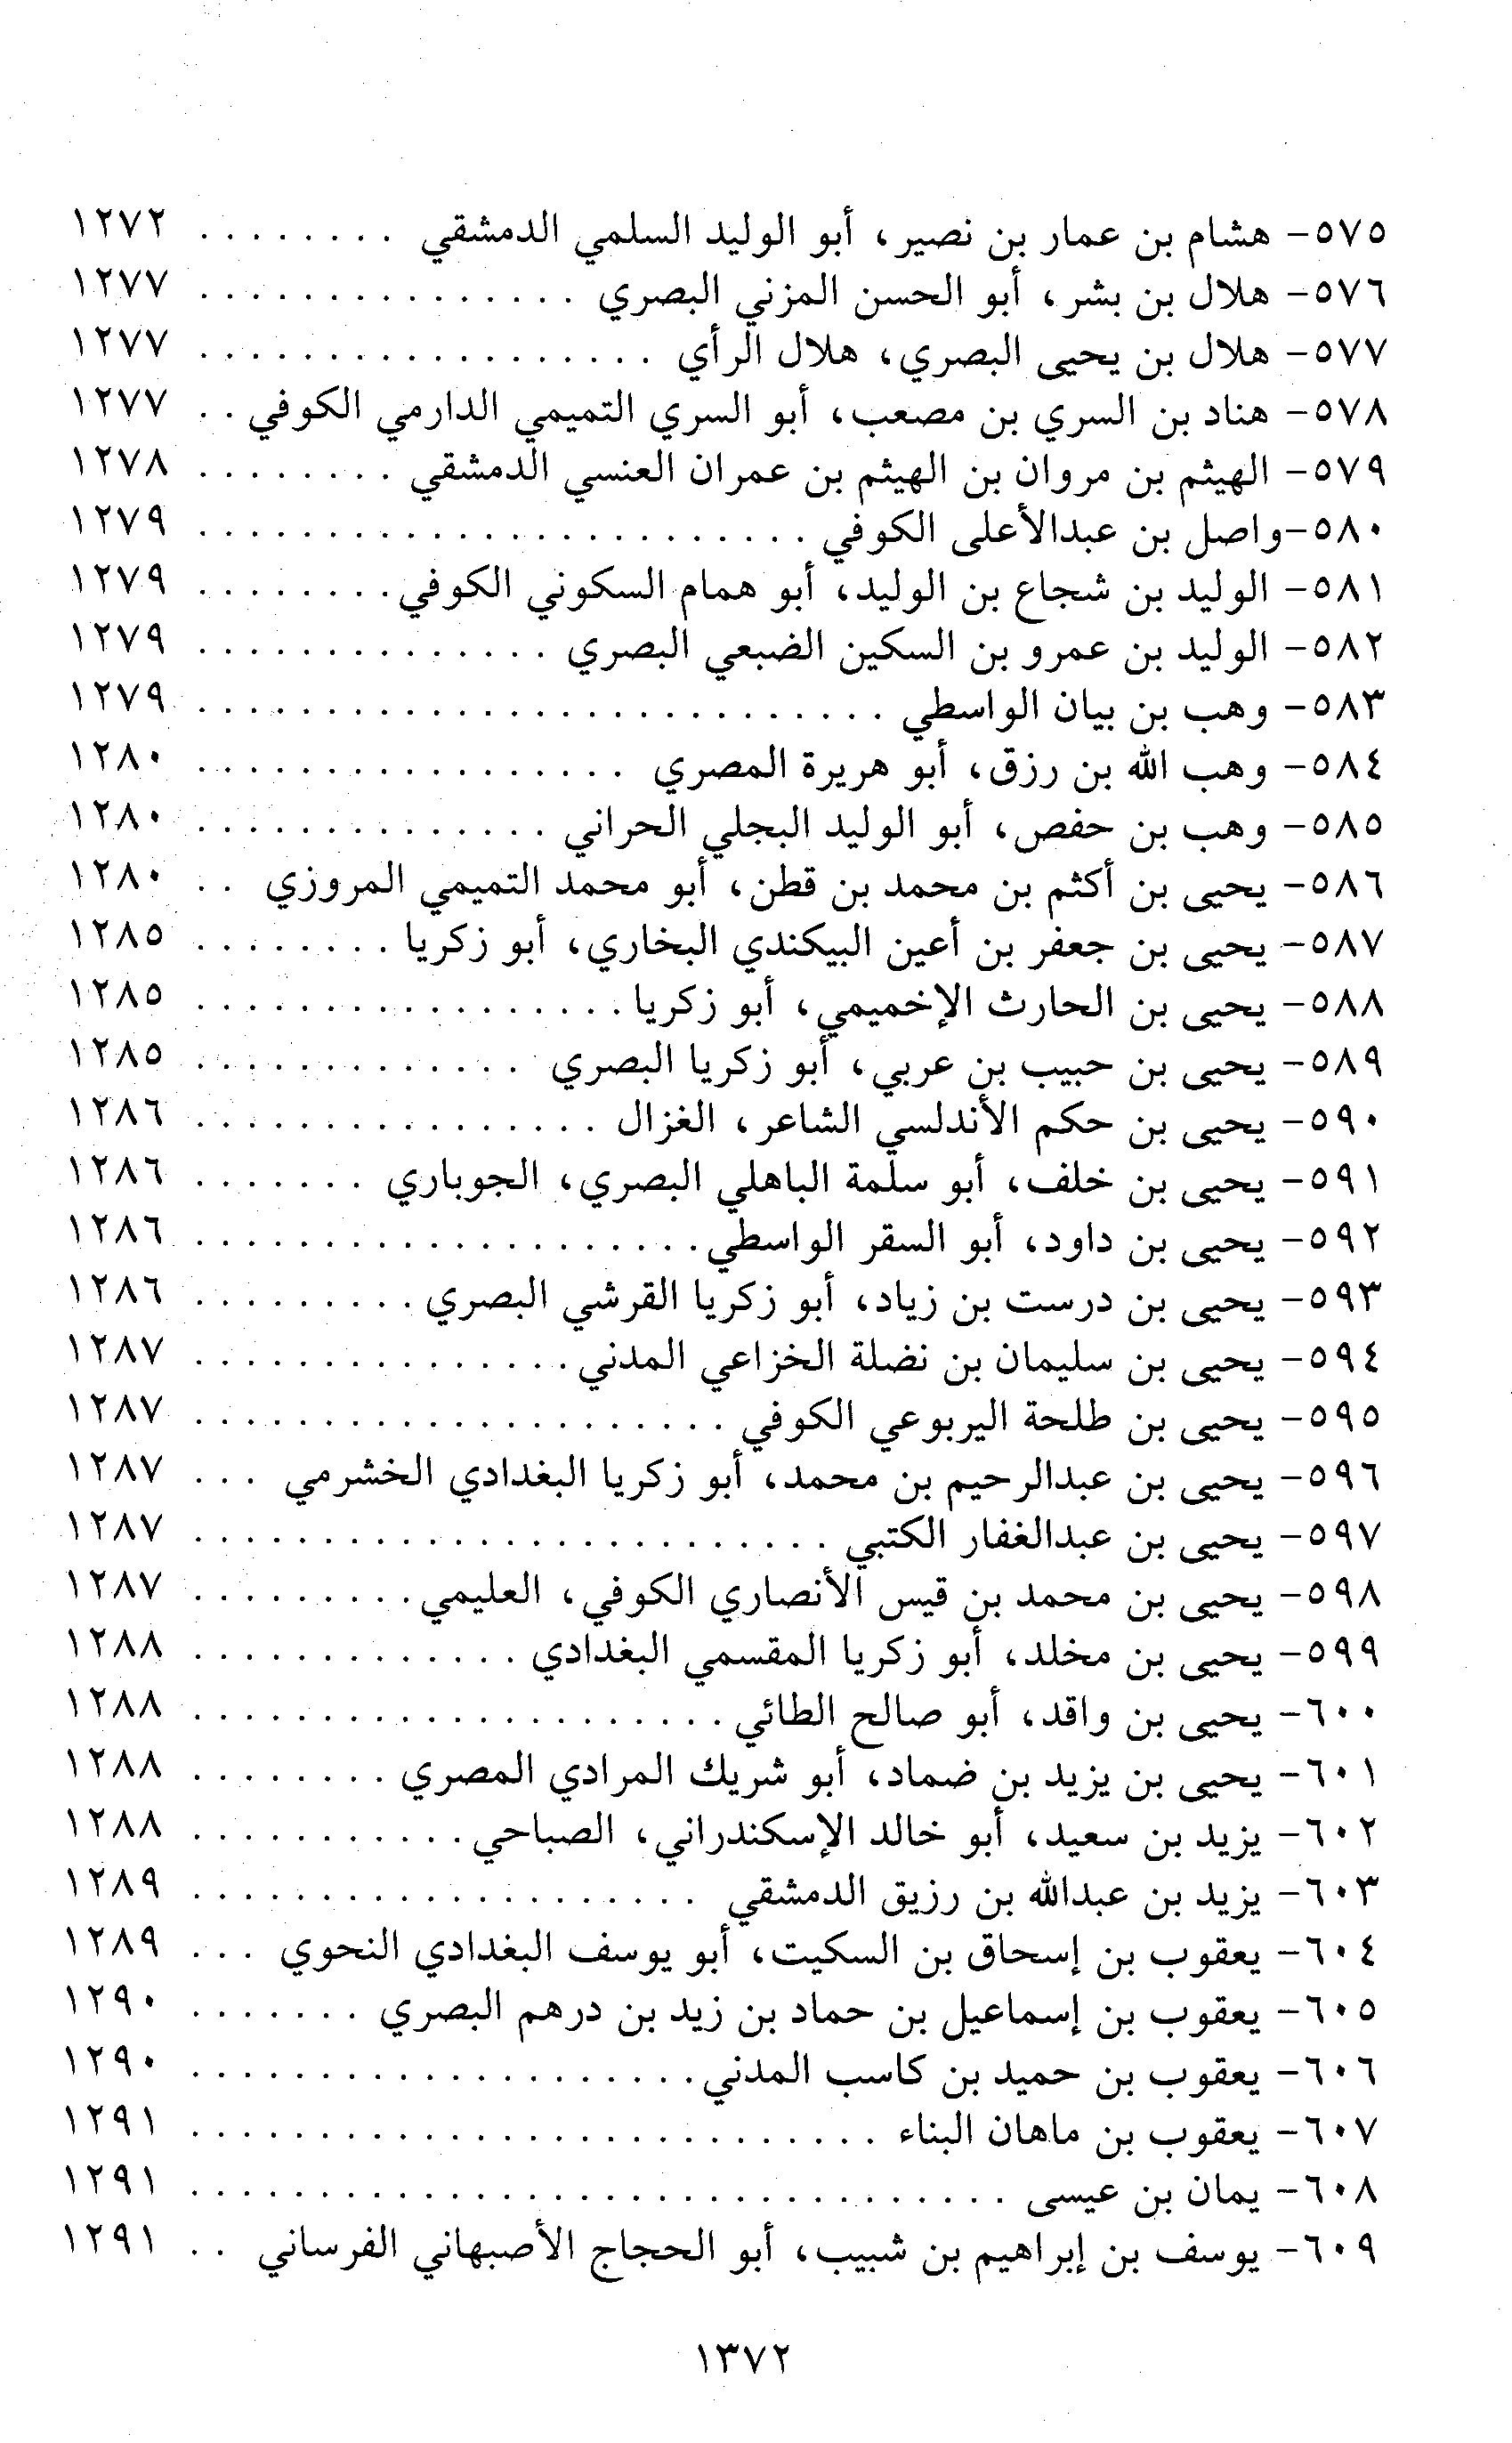 ٥٧٥- هشام بن عمار بن نصير، أبو الوليد السلمي الدمشقي ........ ١٢٧٢
٥٧٦- هلال بن بشر، أبو الحسن المزني البصري ............... ١٢٧٧
٥٧٧- هلال بن يحيى البصري، هلال الرأي .................. ١٢٧٧
٥٧٨- هناد بن السري بن مصعب، أبو السري التميمي الدارمي الكوفي .. ١٢٧٧
٥٧٩- الهيثم بن مروان بن الهيثم بن عمران العنسي الدمشقي ........ ١٢٧٨
٥٨٠-واصل بن عبدالأعلى الكوفي ........................ ١٢٧٩
٥٨١- الوليد بن شجاع بن الوليد، أبو همام السكوني الكوفي ........ ١٢٧٩
٥٨٢- الوليد بن عمرو بن السكين الضبعي البصري .............. ١٢٧٩
٥٨٣- وهب بن بيان الواسطي ........................... ١٢٧٩
٥٨٤- وهب الله بن رزق، أبو هريرة المصري ................. ١٢٨٠
٥٨٥- وهب بن حفص، أبو الوليد البجلي الحراني .............. ١٢٨٠
٥٨٦- يحيى بن أكثم بن محمد بن قطن، أبو محمد التميمي المروزي .. ١٢٨٠
٥٨٧- يحيى بن جعفر بن أعين البيكندي البخاري، أبو زكريا ........ ١٢٨٥
٥٨٨- يحيى بن الحارث الإخميمي، أبو زكريا ................. ١٢٨٥
٥٨٩- يحيى بن حبيب بن عربي، أبو زكريا البصري ............. ١٢٨٥
٥٩٠- يحيى بن حكم الأندلسي الشاعر، الغزال ................ ١٢٨٦
٥٩١- يحيى بن خلف، أبو سلمة الباهلي البصري، الجوباري ....... ١٢٨٦
٥٩٢- يحيى بن داود، أبو السقر الواسطي .................... ١٢٨٦
٥٩٣- يحيى بن درست بن زياد، أبو زكريا القرشي البصري ......... ١٢٨٦
٥٩٤- يحيى بن سليمان بن نضلة الخزاعي المدني ............... ١٢٨٧
٥٩٥- يحيى بن طلحة اليربوعي الكوفي ..................... ١٢٨٧
٥٩٦- يحيى بن عبدالرحيم بن محمد، أبو زكريا البغدادي الخشرمي ... ١٢٨٧
٥٩٧- يحيى بن عبدالغفار الكتبي ......................... ١٢٨٧
٥٩٨- يحيى بن محمد بن قيس الأنصاري الكوفي، العليمي ......... ١٢٨٧
٥٩٩- يحيى بن مخلد، أبو زكريا المقسمي البغدادي ............. ١٢٨٨
٦٠٠- يحيى بن واقد، أبو صالح الطائي ..................... ١٢٨٨
٦٠١- يحيى بن يزيد بن ضماد، أبو شريك المرادي المصري ........ ١٢٨٨
٦٠٢- يزيد بن سعيد، أبو خالد الإسكندراني، الصباحي ........... ١٢٨٨
٦٠٣- يزيد بن عبدالله بن رزيق الدمشقي .................... ١٢٨٩
٦٠٤- يعقوب بن إسحاق بن السكيت، أبو يوسف البغدادي النحوي ... ١٢٨٩
٦٠٥- يعقوب بن إسماعيل بن حماد بن زيد بن درهم البصري ....... ١٢٩٠
٦٠٦- يعقوب بن حميد بن كاسب المدني .................... ١٢٩٠
٦٠٧- يعقوب بن ماهان البناء ........................... ١٢٩١
٦٠٨- يمان بن عيسى ................................ ١٢٩١
٦٠٩- يوسف بن إبراهيم بن شبيب، أبو الحجاج الأصبهاني الفرساني .. ١٢٩١
١٣٧٢